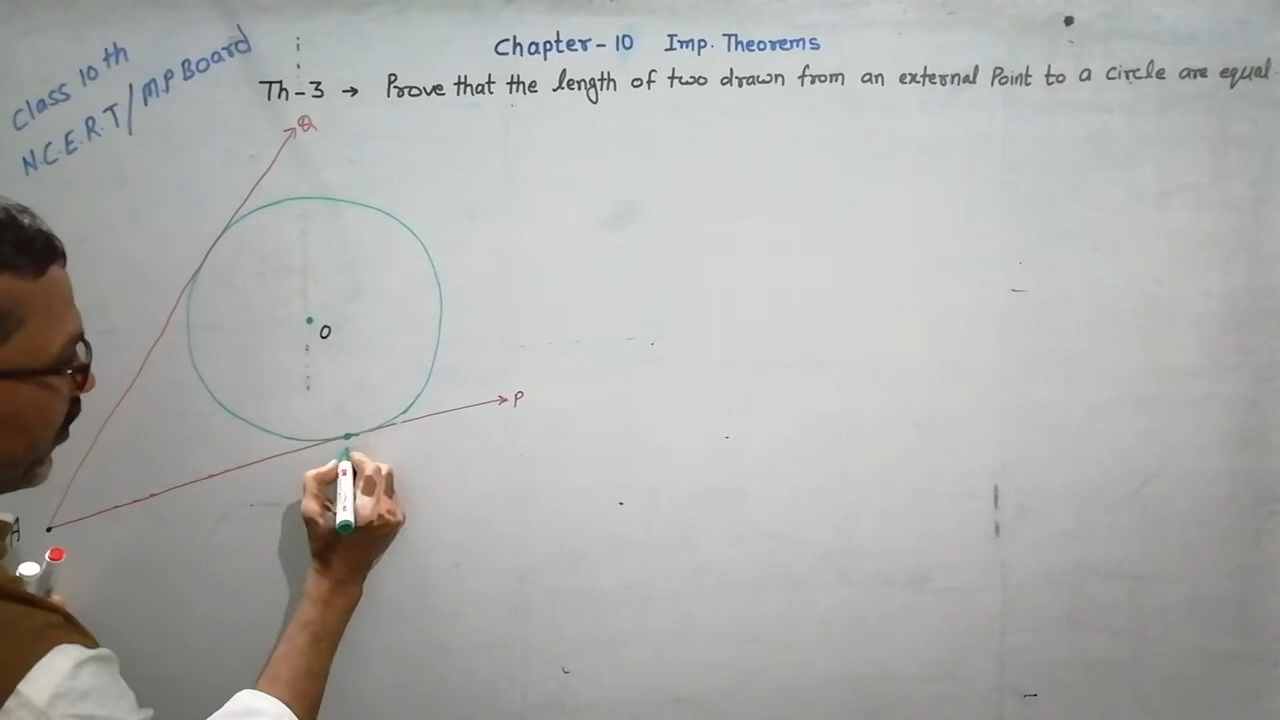 Class 10th
N.C.E.R.T/M.P Board
Chapter-10 Imp. Theorems
Th-3 → Prove that the length of two drawn from an external Point to a circle are equal.
Q
O
P
A